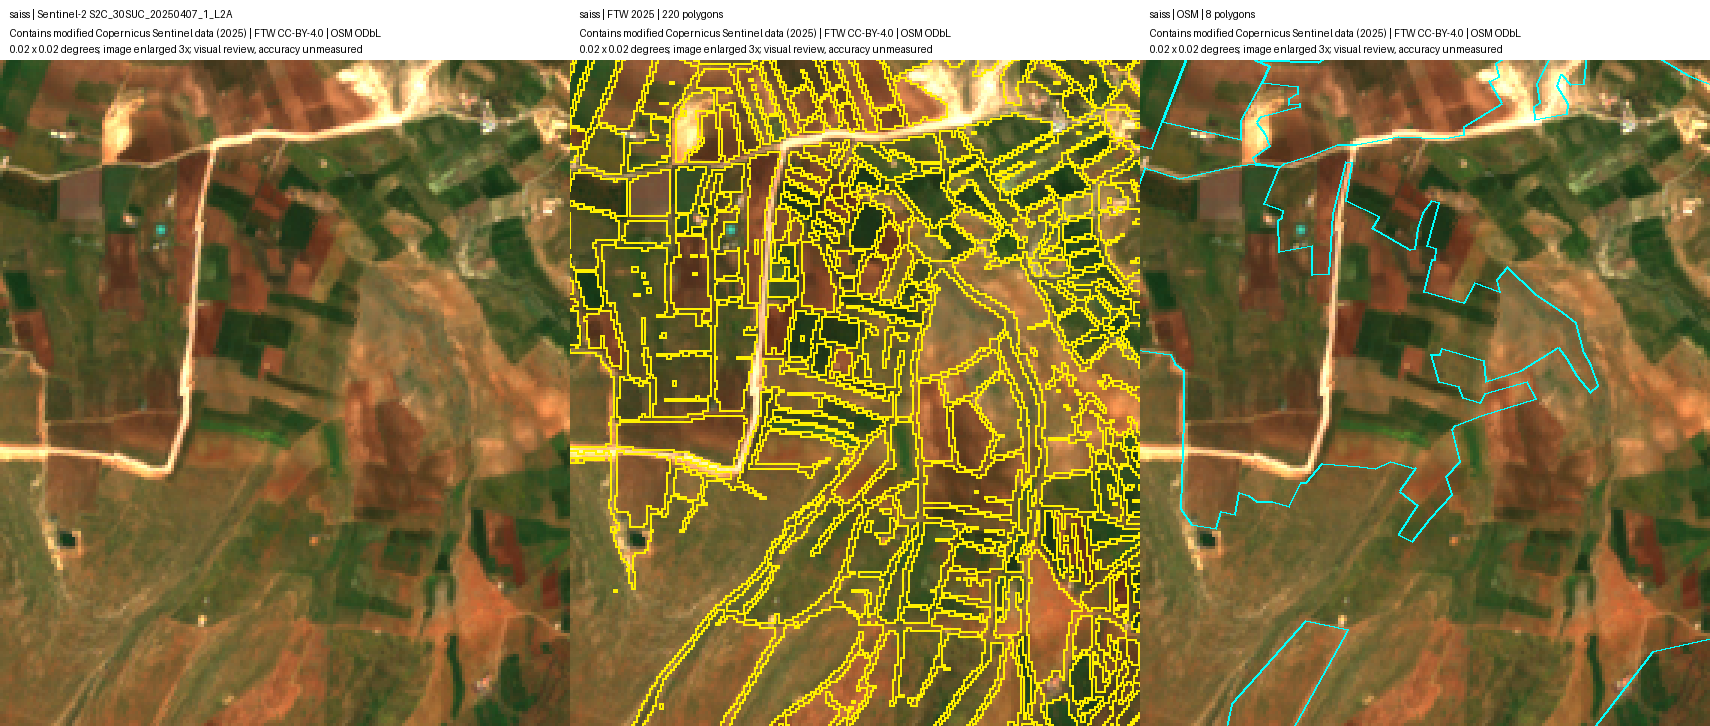 saiss | Sentinel-2 S2C_30SUC_20250407_1_L2A
Contains modified Copernicus Sentinel data (2025) | FTW CC-BY-4.0 | OSM ODbL
0.02 x 0.02 degrees; image enlarged 3x; visual review, accuracy unmeasured
saiss | FTW 2025 | 220 polygons
Contains modified Copernicus Sentinel data (2025) | FTW CC-BY-4.0 | OSM ODbL
0.02 x 0.02 degrees; image enlarged 3x; visual review, accuracy unmeasured
saiss | OSM | 8 polygons
Contains modified Copernicus Sentinel data (2025) | FTW CC-BY-4.0 | OSM ODbL
0.02 x 0.02 degrees; image enlarged 3x; visual review, accuracy unmeasured